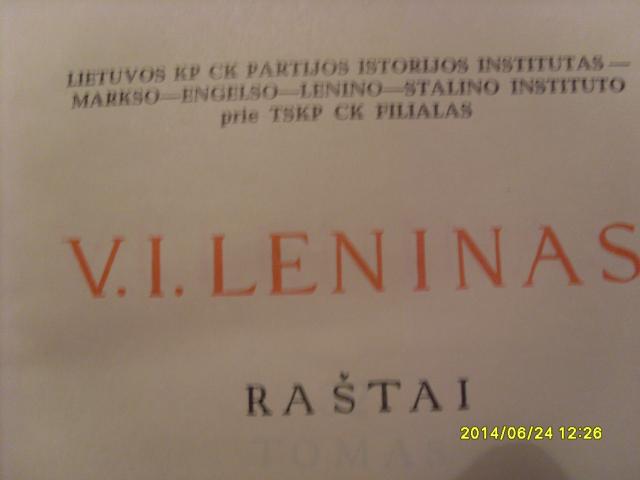 LIETUVOS KP CK PARTIJOS ISTORIJOS INSTITUTAS—
MARKSO—ENGELSO—LENINO—STALINO INSTITUTO
prie TSKP CK FILIALAS
V. I. LENINAS
RAŠTAI
TOMAS
2014/06/24 12:26